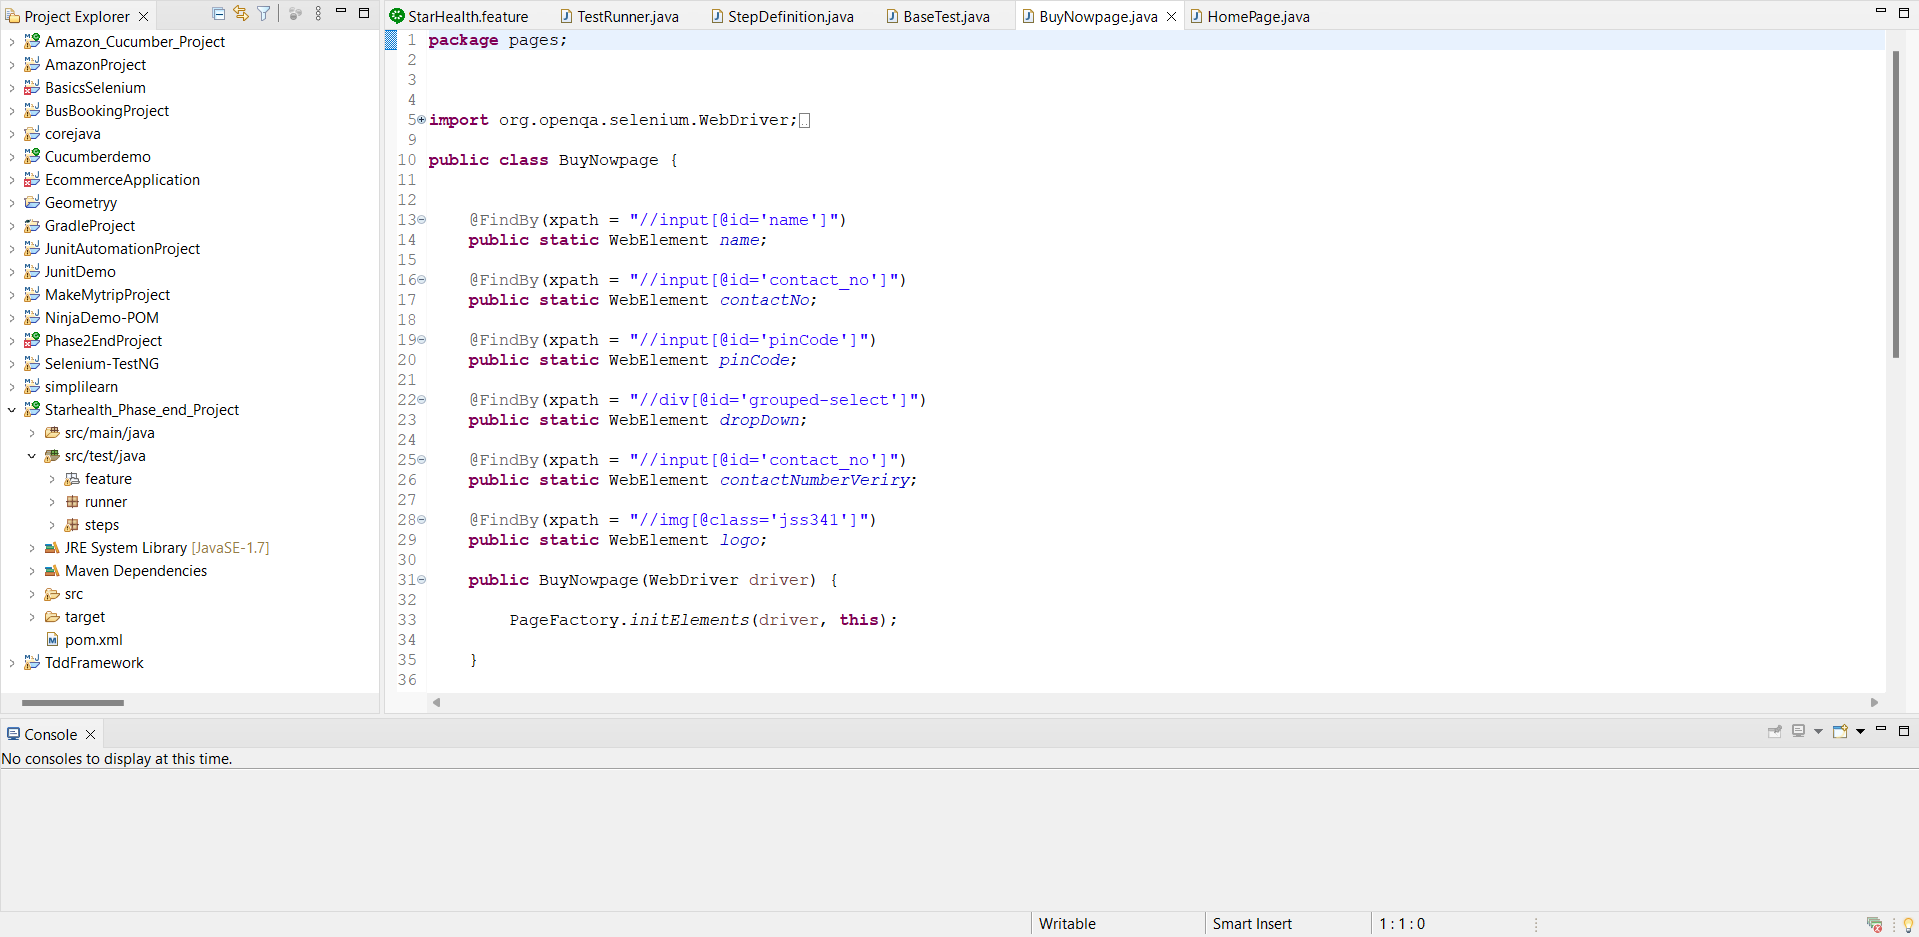 Project Explorer
Amazon_Cucumber_Project
AmazonProject
BasicsSelenium
BusBookingProject
corejava
Cucumberdemo
EcommerceApplication
Geometryy
GradleProject
JunitAutomationProject
JunitDemo
MakeMytripProject
NinjaDemo-POM
Phase2EndProject
Selenium-TestNG
simplilearn
Starhealth_Phase_end_Project
src/main/java
src/test/java
feature
runner
steps
JRE System Library [JavaSE-1.7]
Maven Dependencies
src
target
pom.xml
TddFramework
StarHealth.feature TestRunner.java StepDefinition.java BaseTest.java BuyNowpage.java HomePage.java
1 package pages;
2
3
4
5 import org.openqa.selenium.WebDriver;
9
10 public class BuyNowpage {
11
12
13 @FindBy(xpath = "//input[@id='name']")
14 public static WebElement name;
15
16 @FindBy(xpath = "//input[@id='contact_no']")
17 public static WebElement contactNo;
18
19 @FindBy(xpath = "//input[@id='pinCode']")
20 public static WebElement pinCode;
21
22 @FindBy(xpath = "//div[@id='grouped-select']")
23 public static WebElement dropDown;
24
25 @FindBy(xpath = "//input[@id='contact_no']")
26 public static WebElement contactNumberVeriry;
27
28 @FindBy(xpath = "//img[@class='jss341']")
29 public static WebElement logo;
30
31 public BuyNowpage(WebDriver driver) {
32
33 PageFactory.initElements(driver, this);
34
35 }
36
Console
No consoles to display at this time.
Writable Smart Insert 1 : 1 : 0